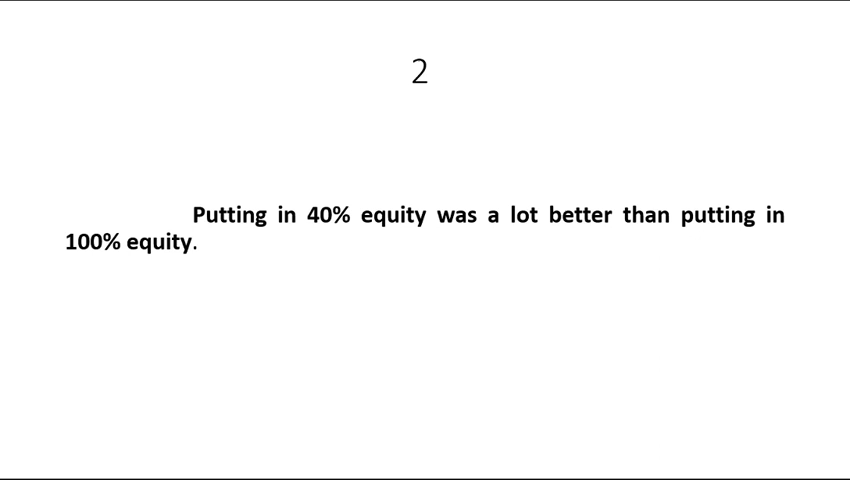 2
Putting in 40% equity was a lot better than putting in
100% equity.